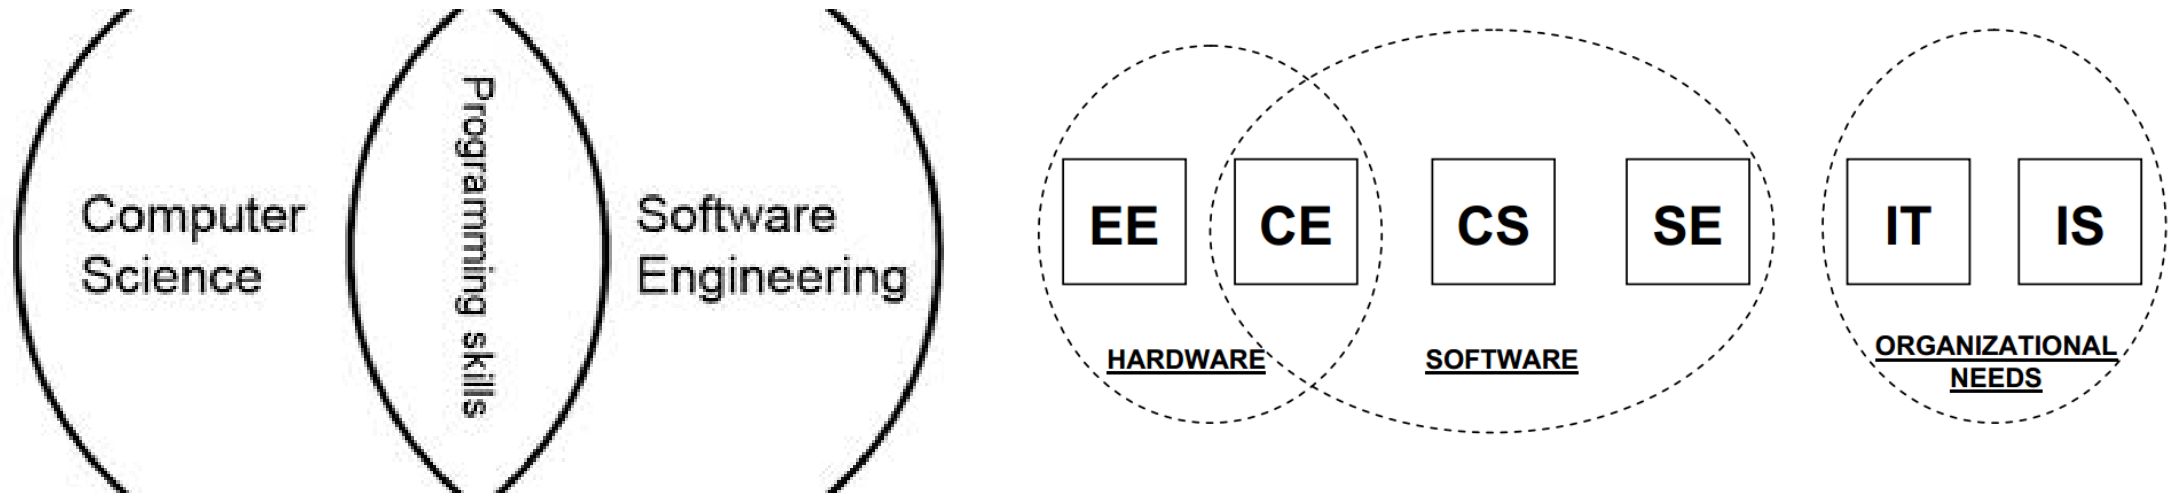 Computer
Science
Programming skills
Software
Engineering
EE
CE
CS
SE
IT
IS
HARDWARE
SOFTWARE
ORGANIZATIONAL
NEEDS